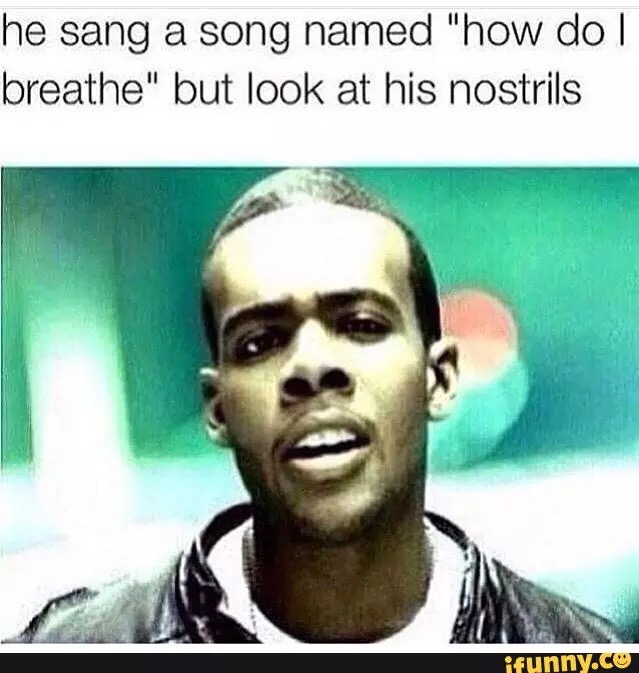 he sang a song named "how do I
breathe" but look at his nostrils
ifunny.co